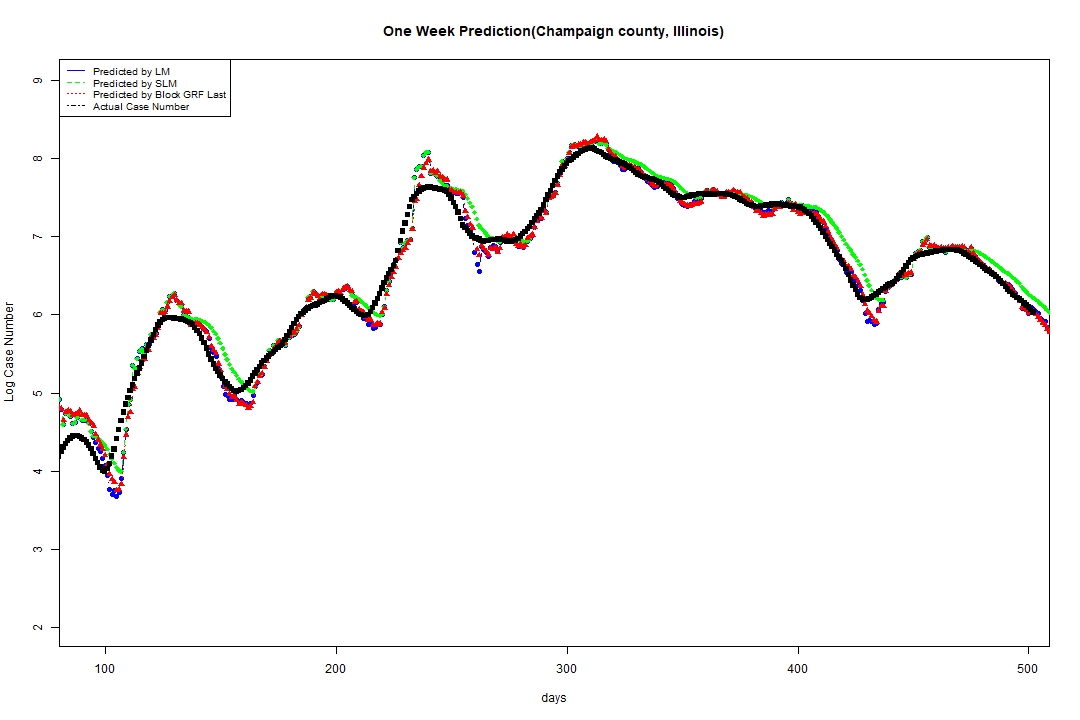 One Week Prediction(Champaign county, Illinois)
Predicted by LM
Predicted by SLM
Predicted by Block GRF Last
Actual Case Number
9
8
7
6
5
4
3
2
Log Case Number
100 200 300 400 500
days